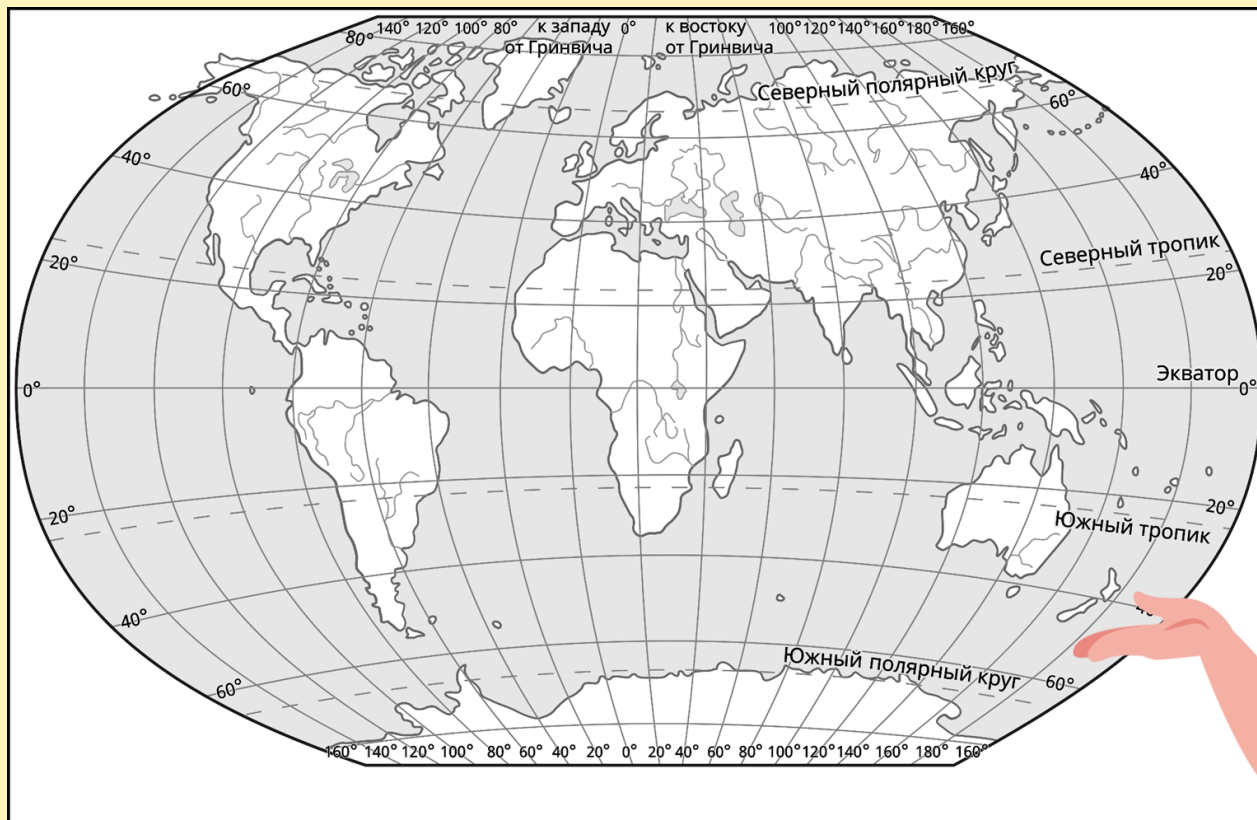 140° 120° 100° 80° к западу 0° к востоку 100° 120° 140° 160° 180° 160°
от Гринвича от Гринвича
80°
Северный полярный круг
60° 60°
40° 40°
Северный тропик
20° 20°
Экватор
0° 0°
20° 20°
Южный тропик
40°
Южный полярный круг
60° 60°
160° 140° 120° 100° 80° 60° 40° 20° 0° 20° 40° 60° 80° 100° 120° 140° 160° 180° 160°